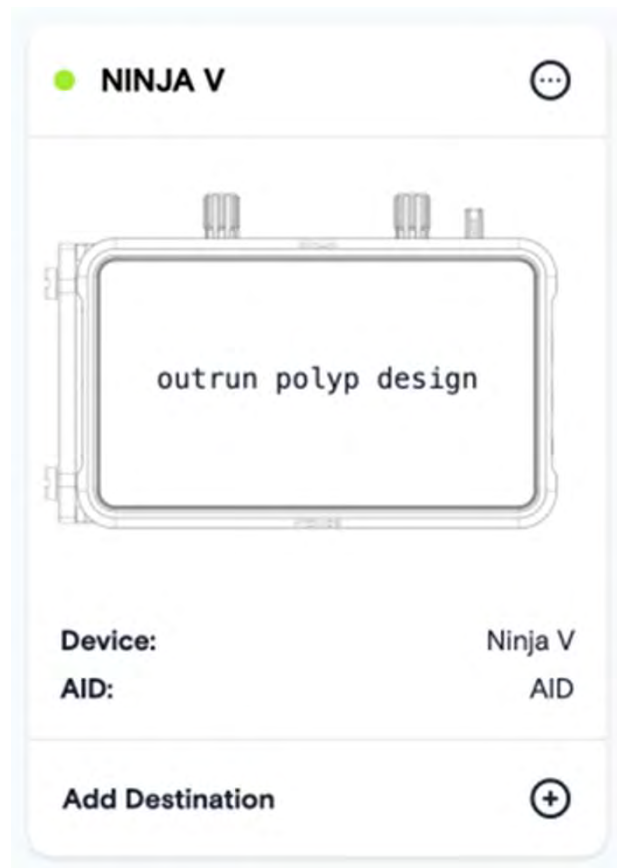 NINJA V
outrun polyp design
Device: Ninja V
AID: AID
Add Destination